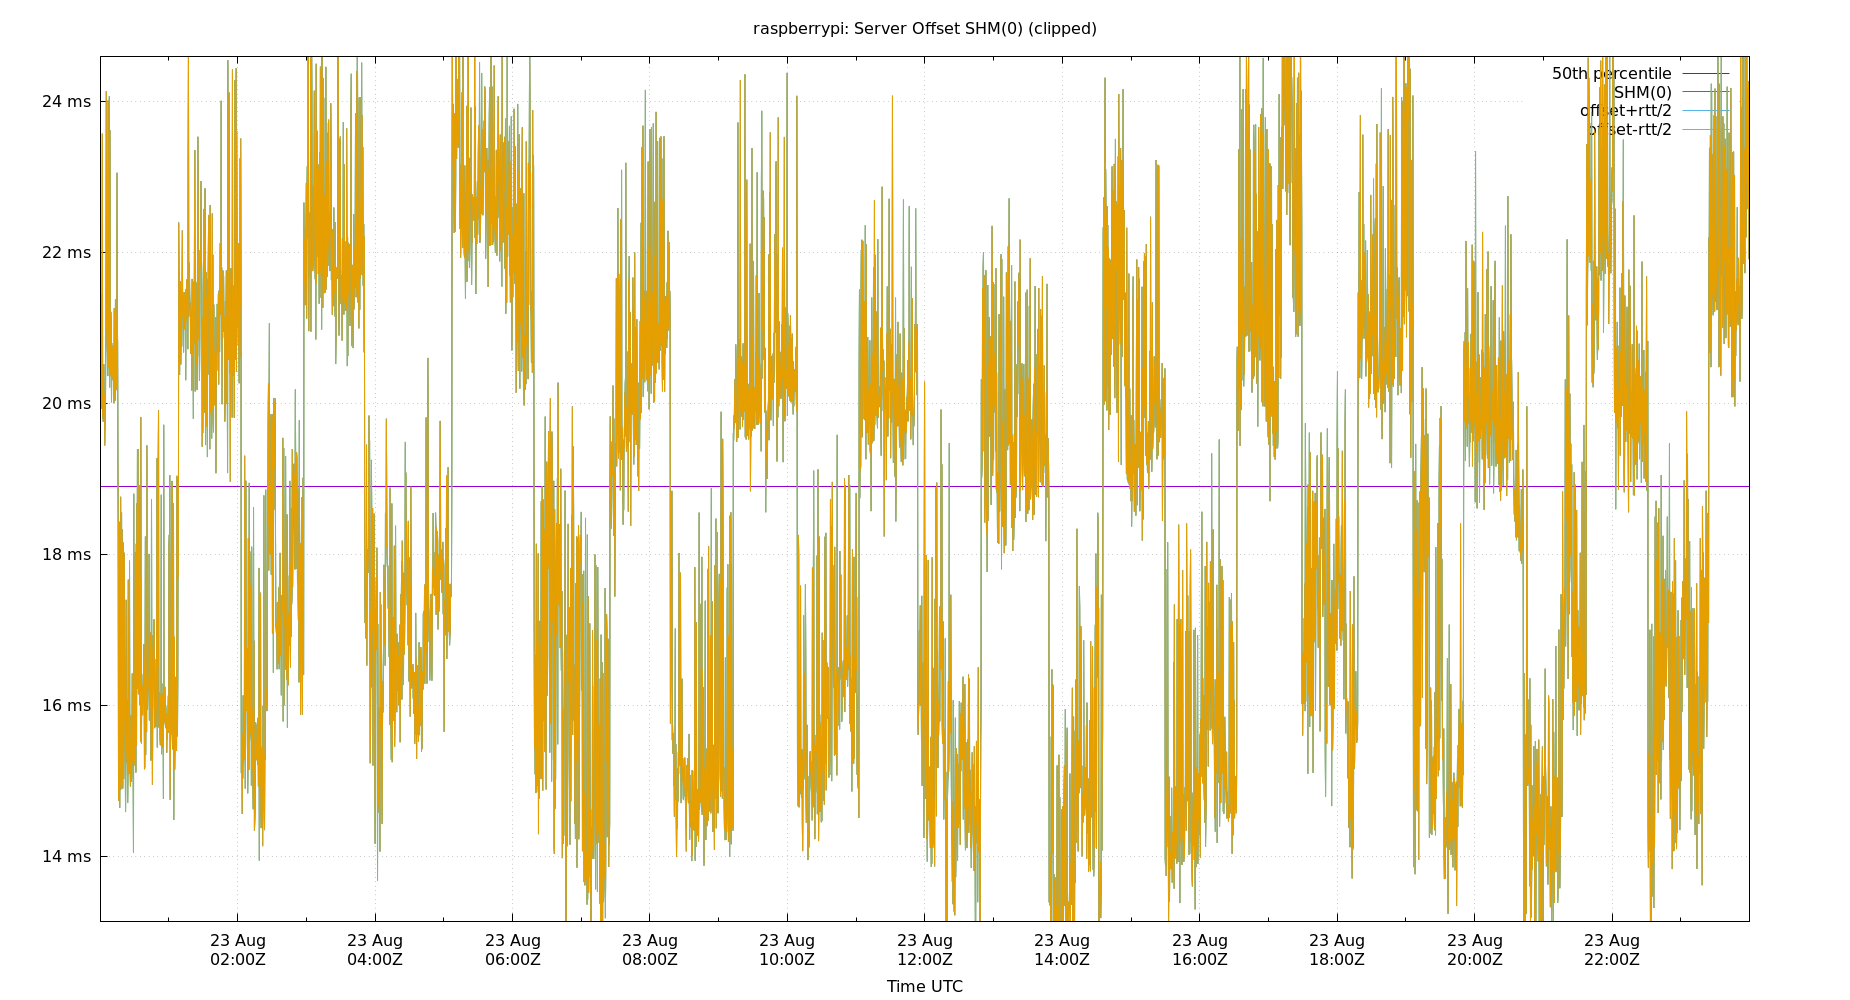 raspberrypi: Server Offset SHM(0) (clipped)
50th percentile
SHM(0)
offset+rtt/2
offset-rtt/2
24 ms
22 ms
20 ms
18 ms
16 ms
14 ms
23 Aug 23 Aug 23 Aug 23 Aug 23 Aug 23 Aug 23 Aug 23 Aug 23 Aug 23 Aug 23 Aug
02:00Z 04:00Z 06:00Z 08:00Z 10:00Z 12:00Z 14:00Z 16:00Z 18:00Z 20:00Z 22:00Z
Time UTC